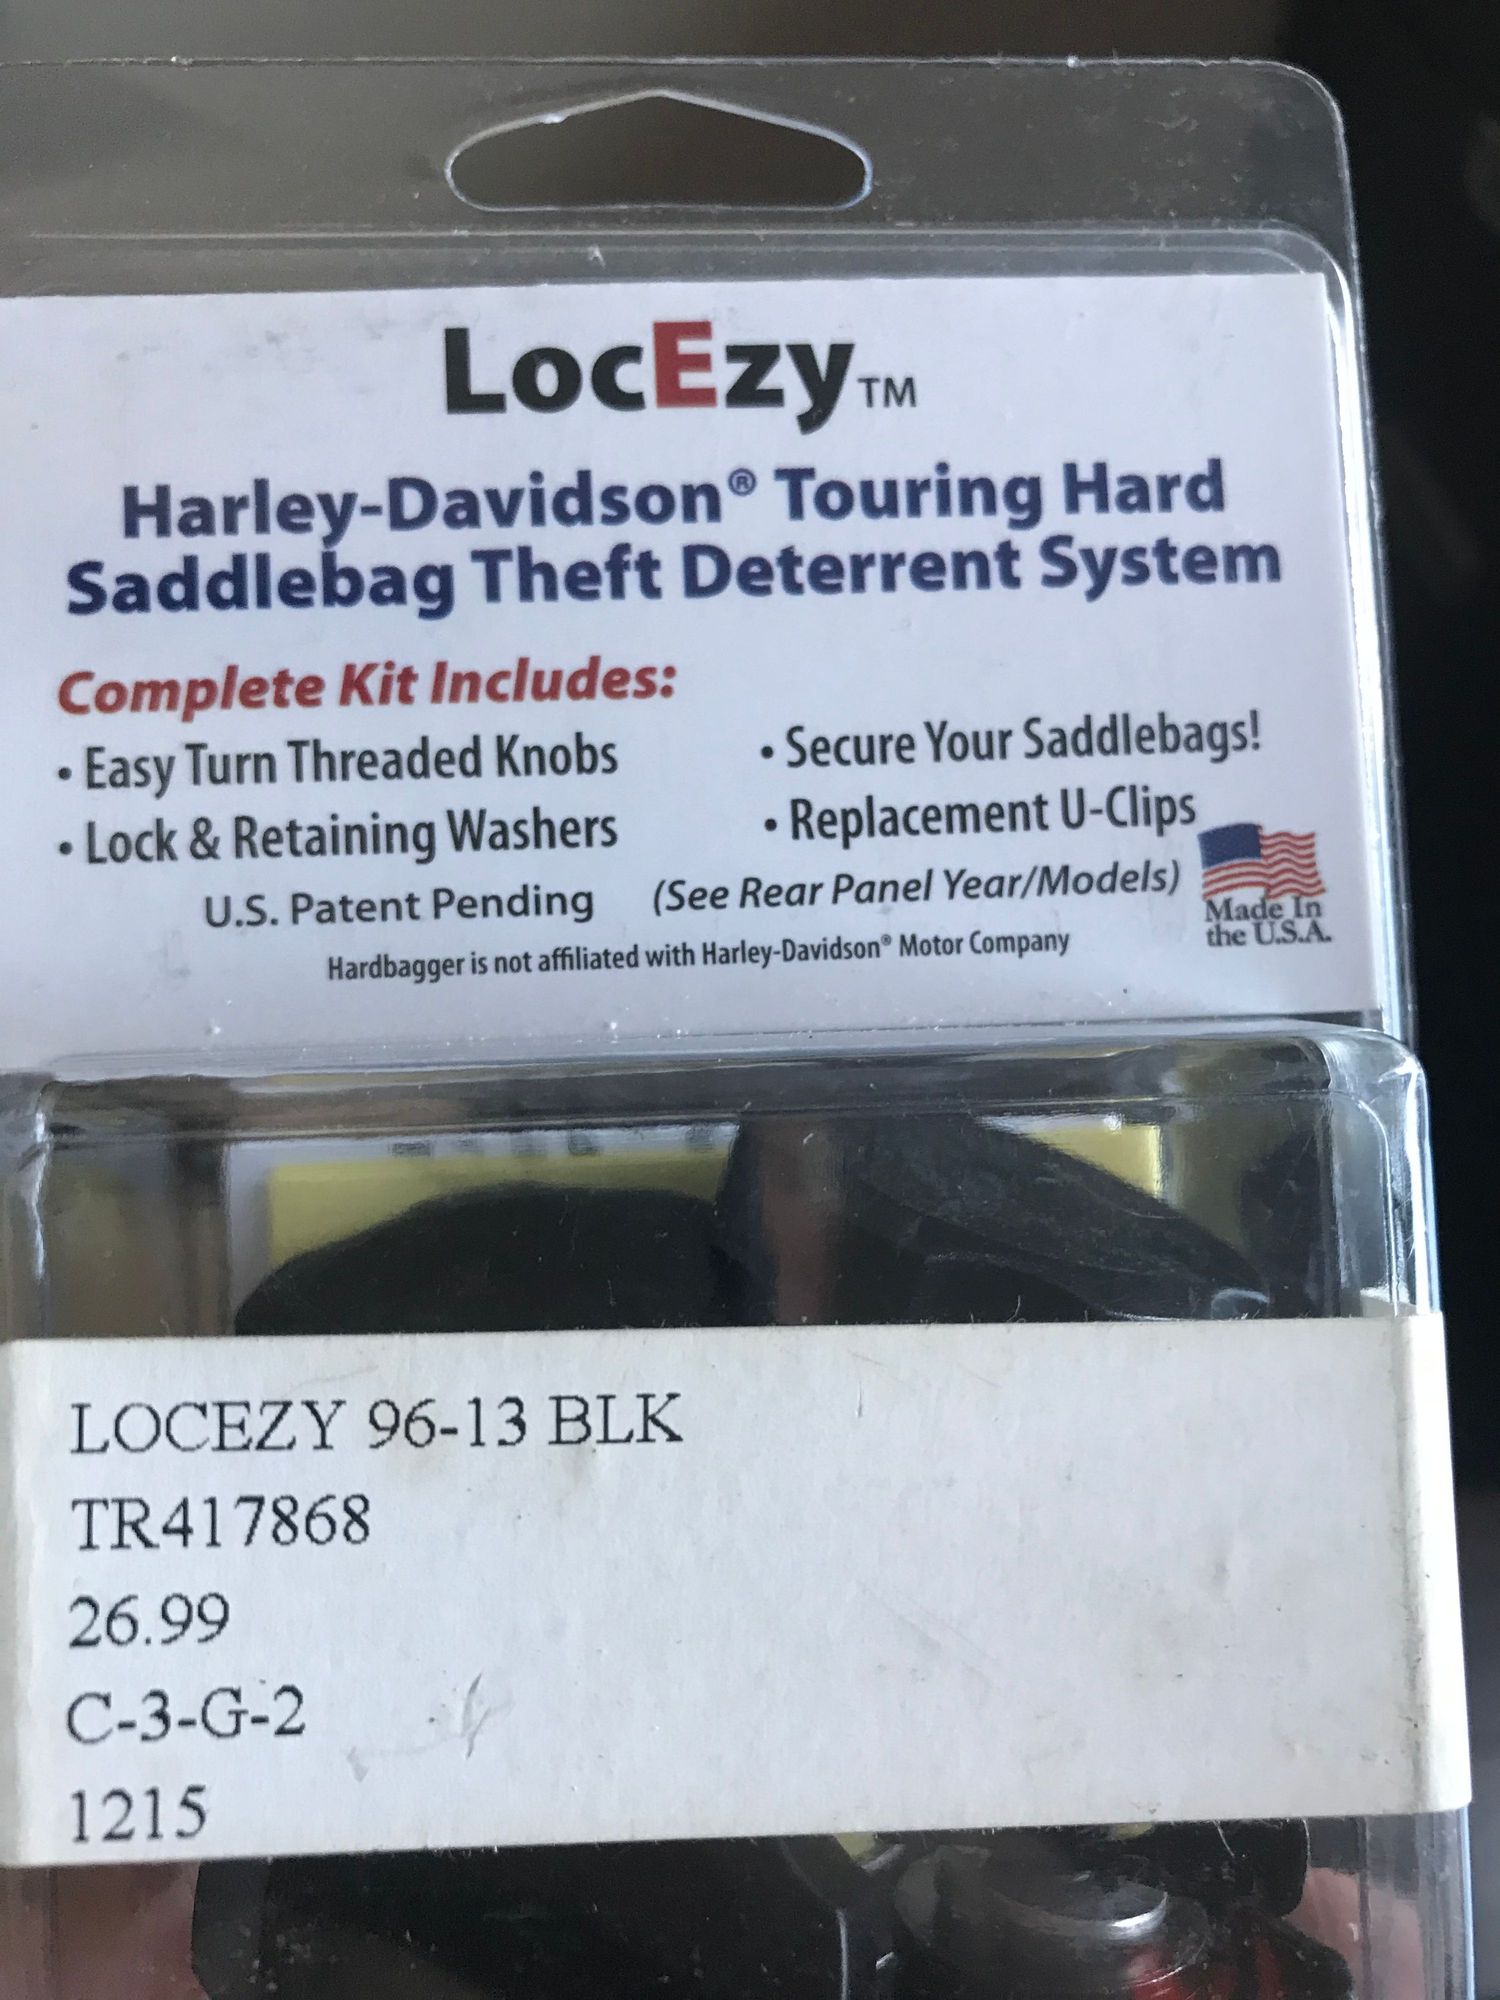 LocEzy™
Harley-Davidson® Touring Hard
Saddlebag Theft Deterrent System
Complete Kit Includes:
• Easy Turn Threaded Knobs
• Lock & Retaining Washers
• Secure Your Saddlebags!
• Replacement U-Clips
U.S. Patent Pending
(See Rear Panel Year/Models)
Made In
the U.S.A.
Hardbagger is not affiliated with Harley-Davidson® Motor Company
LOCEZY 96-13 BLK
TR417868
26.99
C-3-G-2
1215